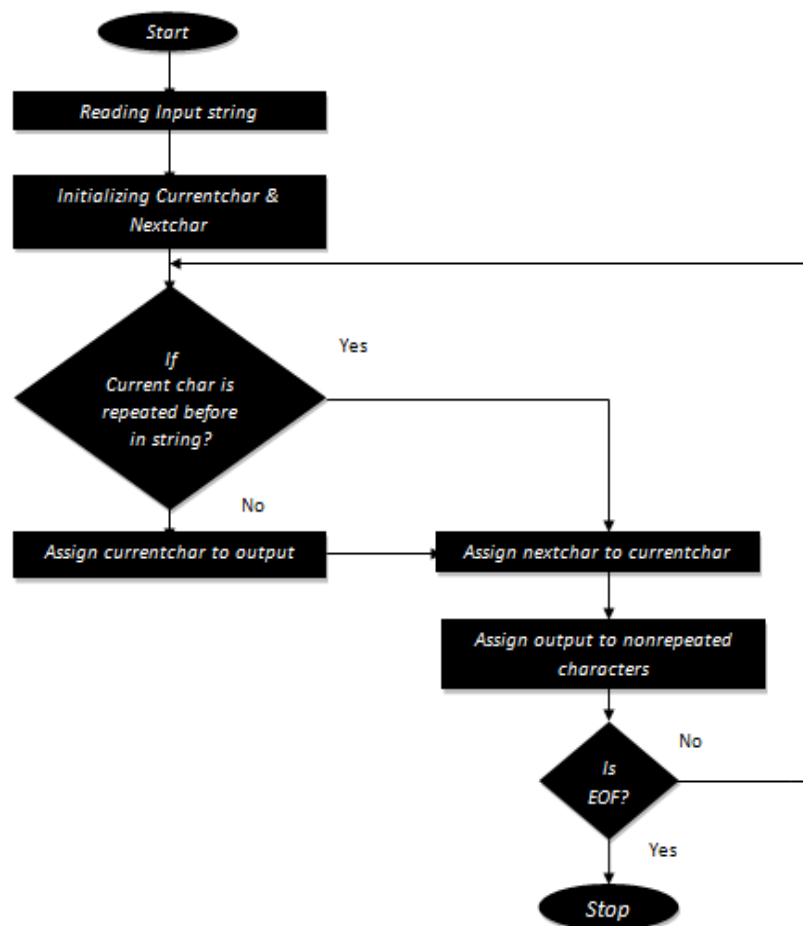 Start
Reading Input string
Initializing Currentchar &
Nextchar
If
Current char is
repeated before
in string?
Yes
No
Assign currentchar to output
Assign nextchar to currentchar
Assign output to nonrepeated
characters
Is
EOF?
No
Yes
Stop